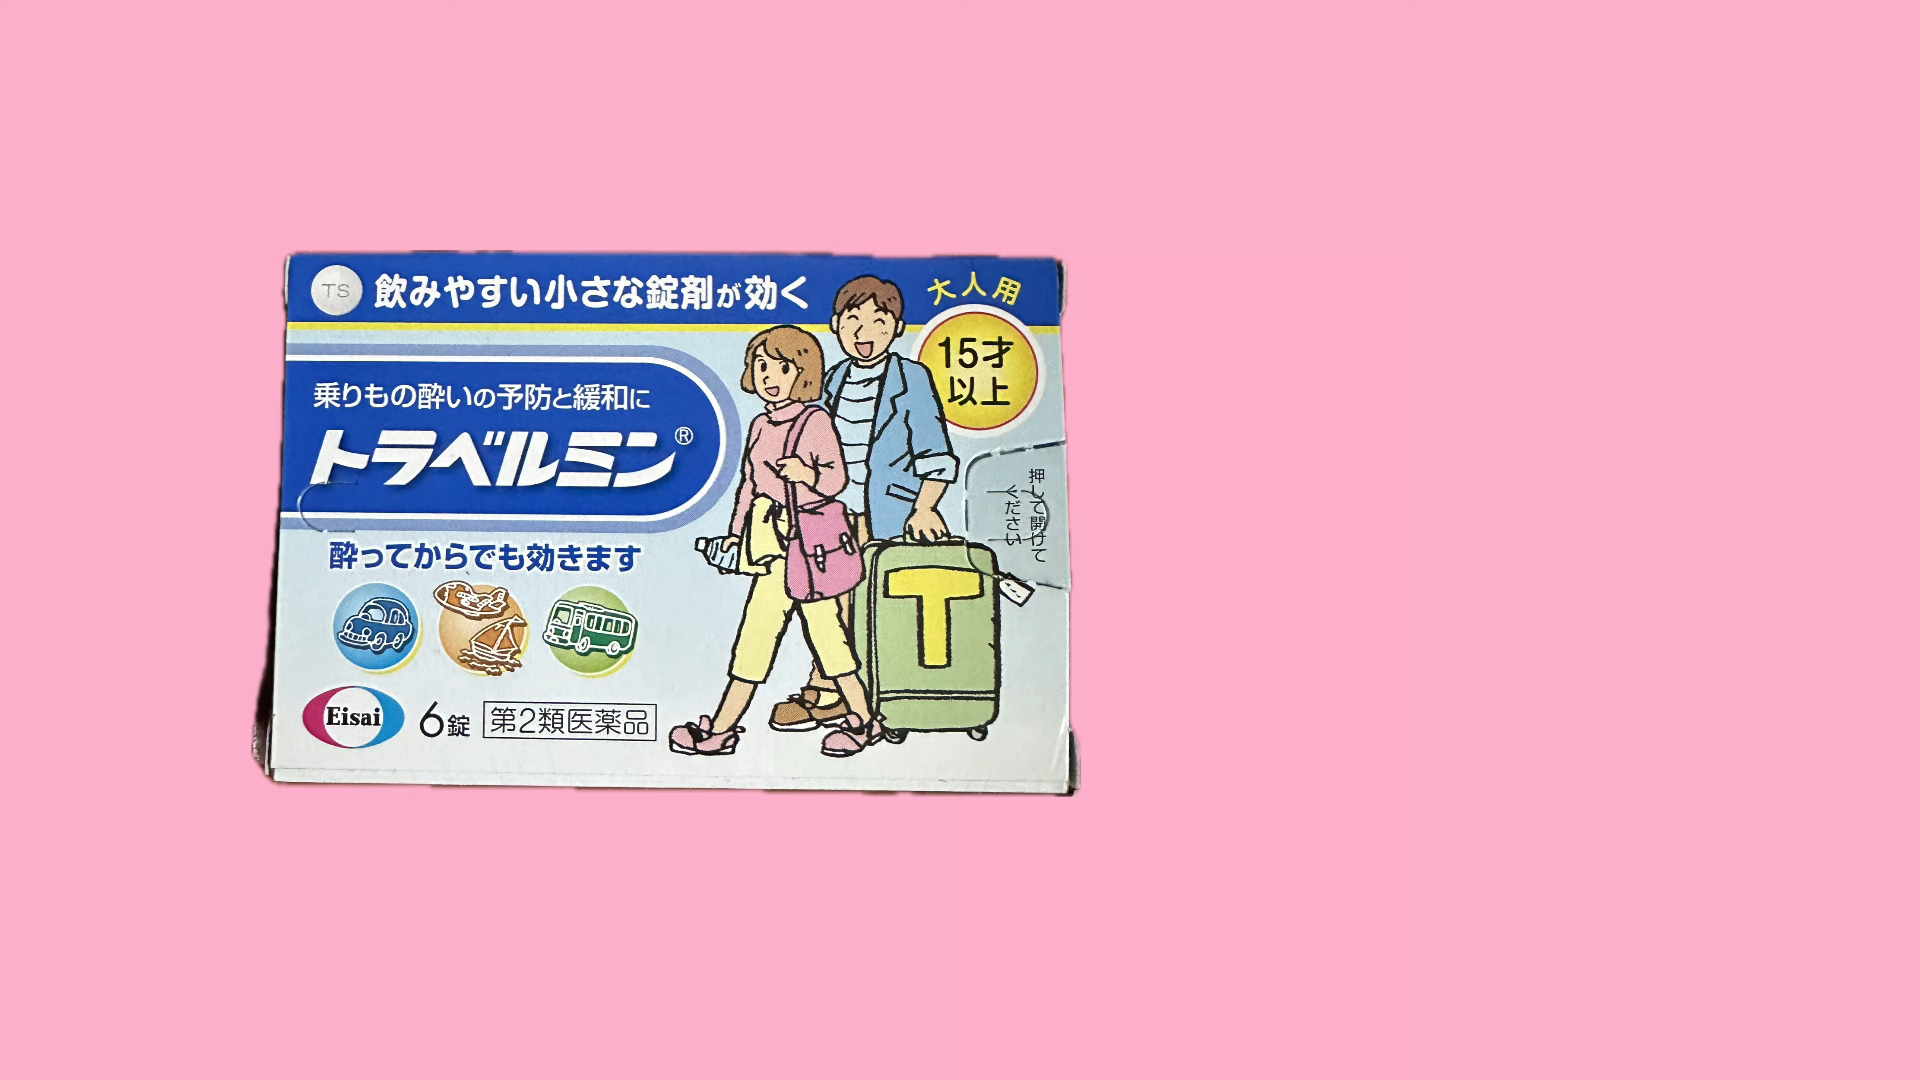 TS 飲みやすい小さな錠剤が効く
大人用
15才
以上
乗りもの酔いの予防と緩和に
トラベルミン®
押して開けて
ください
酔ってからでも効きます
T
Eisai 6錠 第2類医薬品